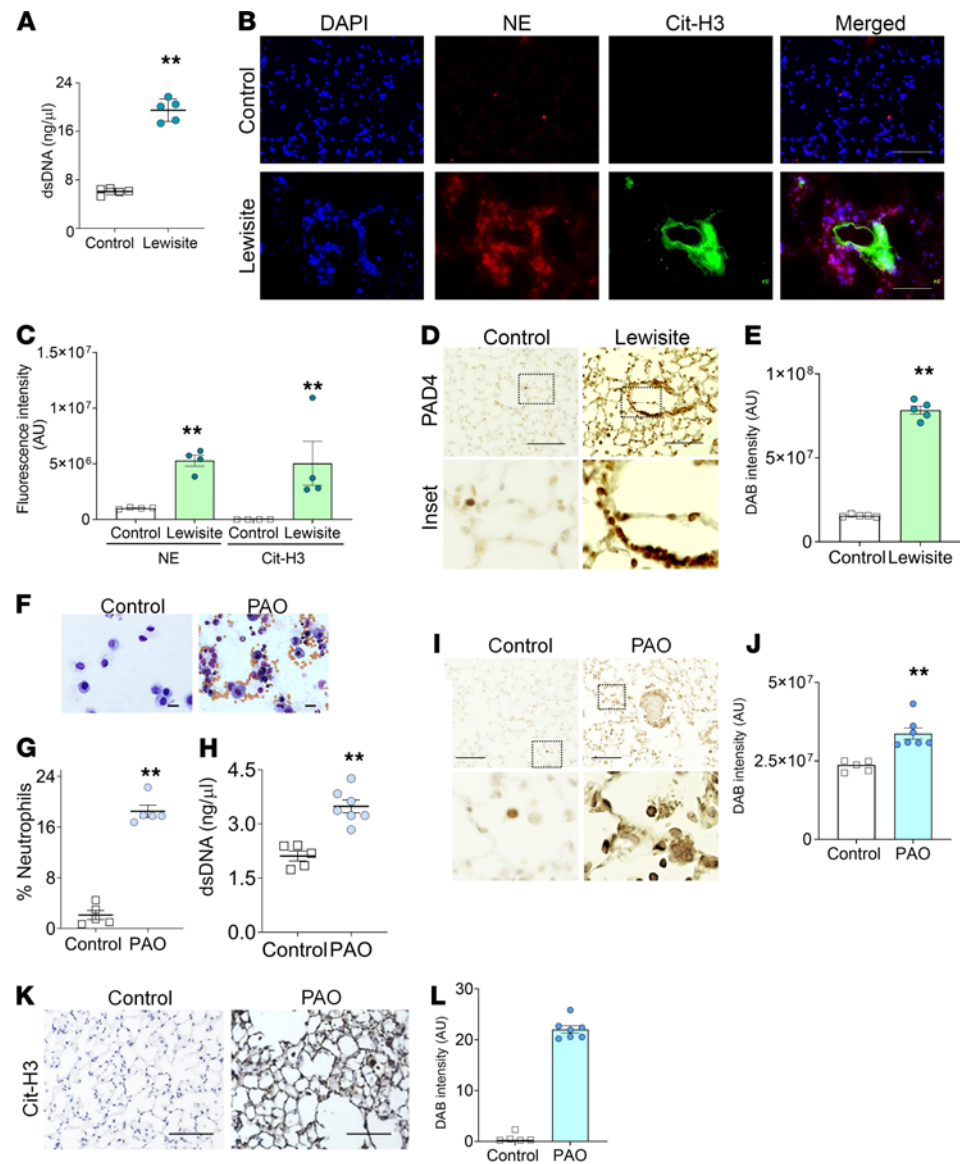 A
**
24
16
8
0
dsDNA (ng/μl)
Control Lewisite
B
DAPI NE Cit-H3 Merged
Control
Lewisite
C
1.5×10⁷
1×10⁷
5×10⁶
0
Fluorescence intensity
(AU)
** **
Control Lewisite Control Lewisite
NE Cit-H3
D
Control Lewisite
PAD4
Inset
E
1×10⁸
5×10⁷
0
DAB intensity (AU)
**
Control Lewisite
F
Control PAO
G
24
16
8
0
% Neutrophils
**
Control PAO
H
4.5
3.0
1.5
0.0
dsDNA (ng/μl)
**
Control PAO
I
Control PAO
J
5×10⁷
2.5×10⁷
0
DAB intensity (AU)
**
Control PAO
K
Control PAO
Cit-H3
L
30
20
10
0
DAB intensity (AU)
Control PAO